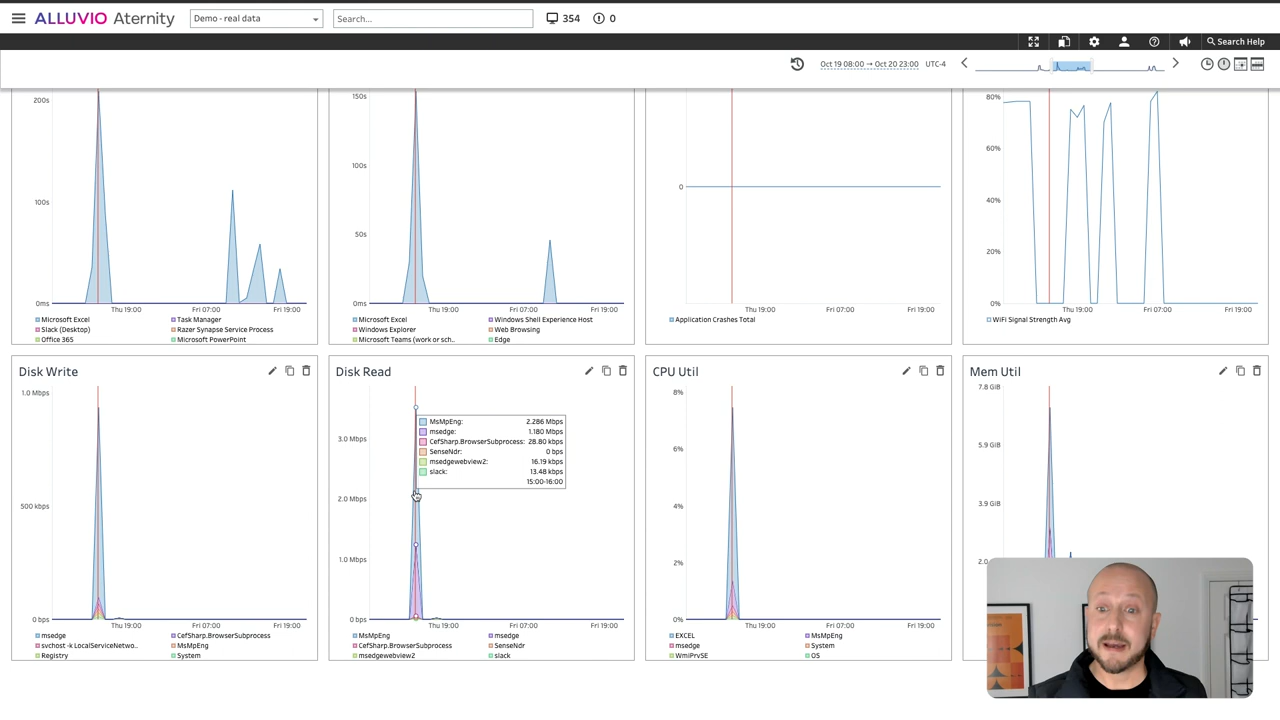 ALLUVIO Aternity
Demo - real data
Search...
354
0
Search Help
Oct 19 08:00 → Oct 20 23:00 UTC-4
200s
100s
0ms
Thu 19:00 Fri 07:00 Fri 19:00
Microsoft Excel Task Manager
Slack (Desktop) Razer Synapse Service Process
Office 365 Microsoft PowerPoint
150s
100s
50s
0ms
Thu 19:00 Fri 07:00 Fri 19:00
Microsoft Excel Windows Shell Experience Host
Windows Explorer Web Browsing
Microsoft Teams (work or sch.. Edge
0
Thu 19:00 Fri 07:00 Fri 19:00
Application Crashes Total
80%
60%
40%
20%
0%
Thu 19:00 Fri 07:00 Fri 19:00
WiFi Signal Strength Avg
Disk Write
1.0 Mbps
500 kbps
0 bps
Thu 19:00 Fri 07:00 Fri 19:00
msedge CefSharp.BrowserSubprocess
svchost -k LocalServiceNetwo.. MsMpEng
Registry System
Disk Read
3.0 Mbps
2.0 Mbps
1.0 Mbps
0 bps
MsMpEng: 2.286 Mbps
msedge: 1.180 Mbps
CefSharp.BrowserSubprocess: 28.80 kbps
SenseNdr: 0 bps
msedgewebview2: 16.19 kbps
slack: 13.48 kbps
15:00-16:00
Thu 19:00 Fri 07:00 Fri 19:00
MsMpEng msedge
CefSharp.BrowserSubprocess SenseNdr
msedgewebview2 slack
CPU Util
8%
6%
4%
2%
0%
Thu 19:00 Fri 07:00 Fri 19:00
EXCEL MsMpEng
msedge System
WmiPrvSE OS
Mem Util
7.8 GiB
5.9 GiB
3.9 GiB
2.0